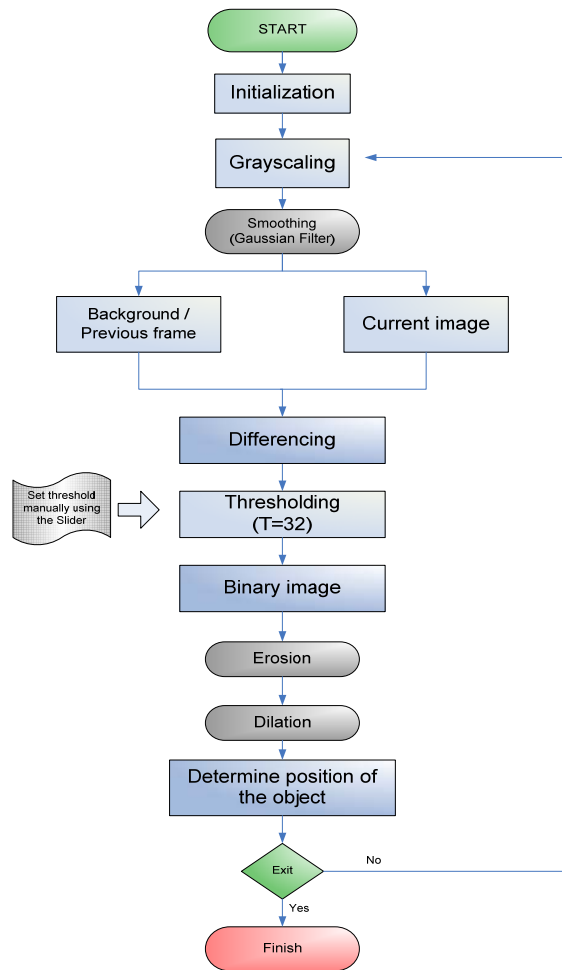 START
Initialization
Grayscaling
Smoothing
(Gaussian Filter)
Background /
Previous frame
Current image
Differencing
Set threshold
manually using
the Slider
Thresholding
(T=32)
Binary image
Erosion
Dilation
Determine position of
the object
Exit
No
Yes
Finish